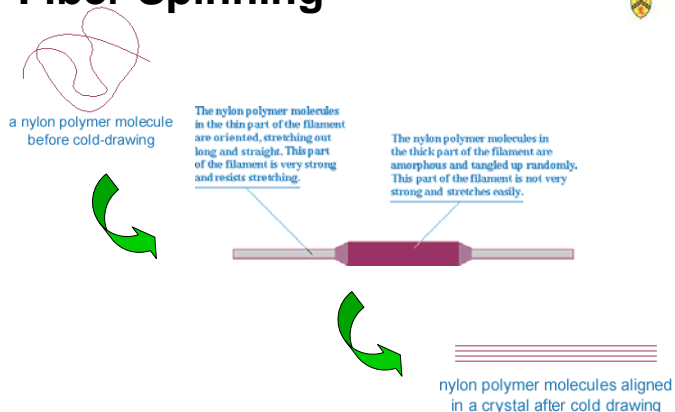 Fiber Spinning
a nylon polymer molecule
before cold-drawing
The nylon polymer molecules
in the thin part of the filament
are oriented, stretching out
long and straight. This part
of the filament is very strong
and resists stretching.
The nylon polymer molecules in
the thick part of the filament are
amorphous and tangled up randomly.
This part of the filament is not very
strong and stretches easily.
nylon polymer molecules aligned
in a crystal after cold drawing